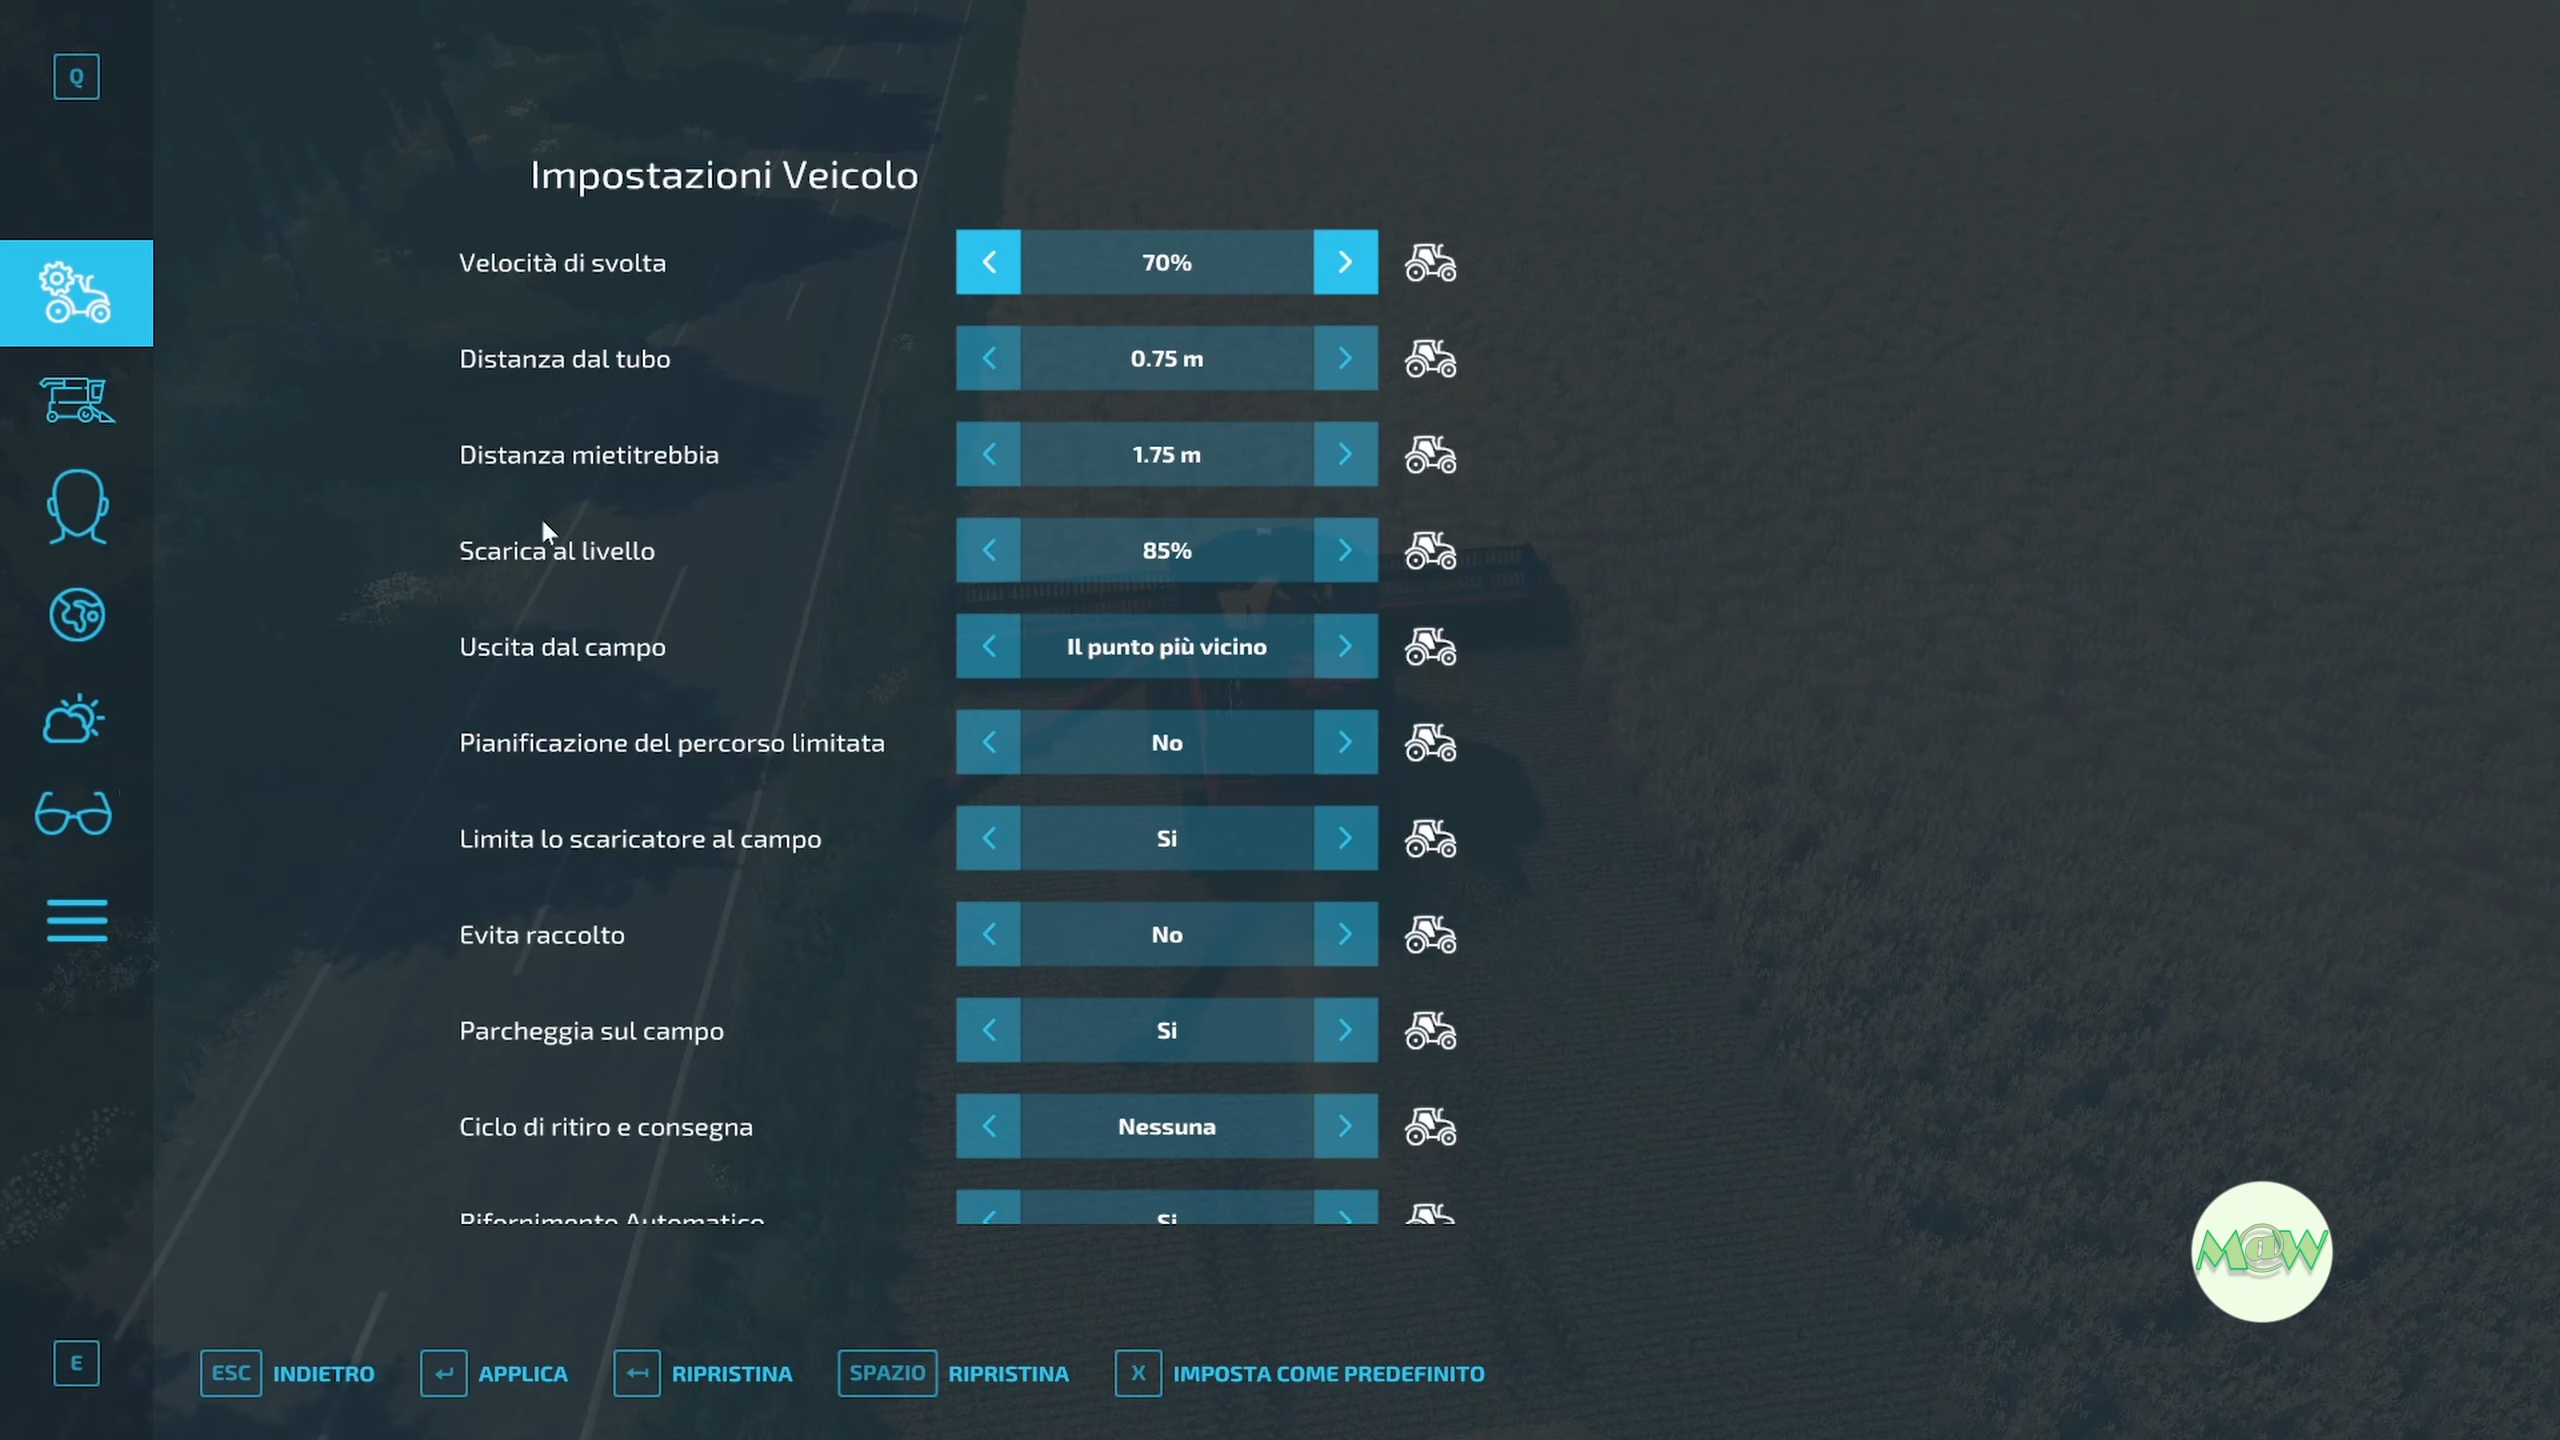 Q
Impostazioni Veicolo
Velocità di svolta 70%
Distanza dal tubo 0.75 m
Distanza mietitrebbia 1.75 m
Scarica al livello 85%
Uscita dal campo Il punto più vicino
Pianificazione del percorso limitata No
Limita lo scaricatore al campo Si
Evita raccolto No
Parcheggia sul campo Si
Ciclo di ritiro e consegna Nessuna
Rifornimento Automatico Si
M@W
E
ESC INDIETRO APPLICA RIPRISTINA SPAZIO RIPRISTINA X IMPOSTA COME PREDEFINITO